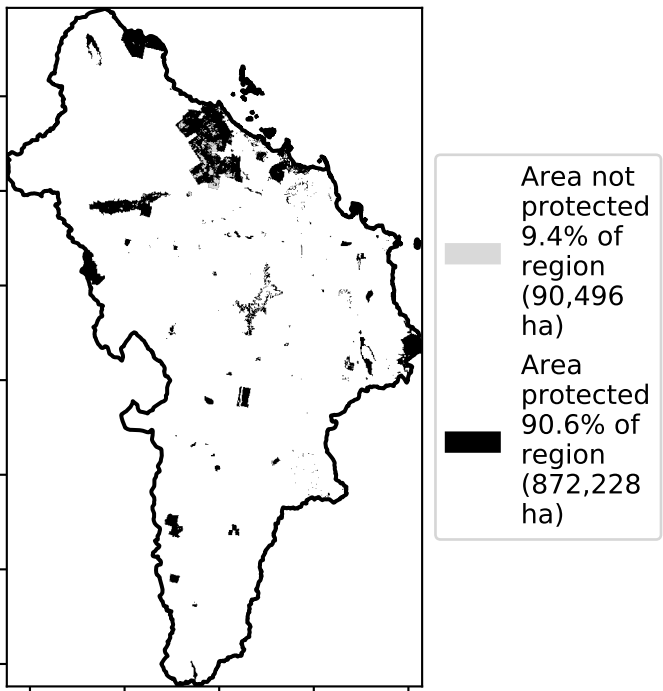 Area not
protected
9.4% of
region
(90,496
ha)
Area
protected
90.6% of
region
(872,228
ha)